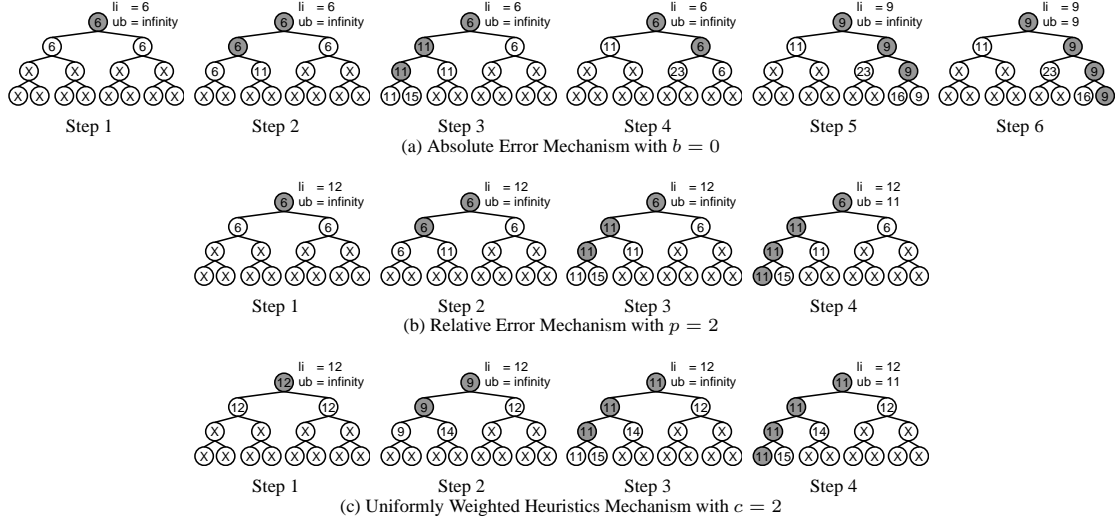 li = 6 li = 6 li = 6 li = 6 li = 9 li = 9
6 ub = infinity 6 ub = infinity 6 ub = infinity 6 ub = infinity 9 ub = infinity 9 ub = 9
6 6 6 6 11 6 11 6 11 9 11 9
X X X X 6 11 X X 11 11 X X X X 23 6 X X 23 9 X X 23 9
X X X X X X X X X X X X X X X X 11 15 X X X X X X X X X X X X X X X X X X X X 16 9 X X X X X X 16 9
Step 1 Step 2 Step 3 Step 4 Step 5 Step 6
(a) Absolute Error Mechanism with b = 0
li = 12 li = 12 li = 12 li = 12
6 ub = infinity 6 ub = infinity 6 ub = infinity 6 ub = 11
6 6 6 6 11 6 11 6
X X X X 6 11 X X 11 11 X X 11 11 X X
X X X X X X X X X X X X X X X X 11 15 X X X X X X 11 15 X X X X X X
Step 1 Step 2 Step 3 Step 4
(b) Relative Error Mechanism with p = 2
li = 12 li = 12 li = 12 li = 12
12 ub = infinity 9 ub = infinity 11 ub = infinity 11 ub = 11
12 12 9 12 11 12 11 12
X X X X 9 14 X X 11 14 X X 11 14 X X
X X X X X X X X X X X X X X X X 11 15 X X X X X X 11 15 X X X X X X
Step 1 Step 2 Step 3 Step 4
(c) Uniformly Weighted Heuristics Mechanism with c = 2